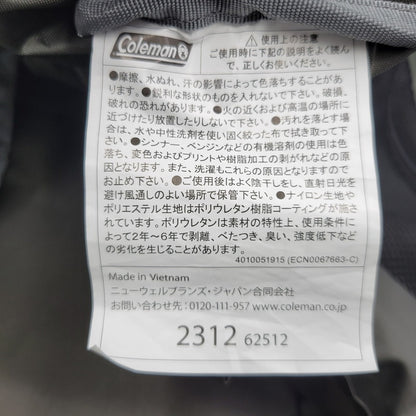 Coleman
使用上の注意
ご使用時に下記の説明をよく読んで、正しくお使いください。
●摩擦、水ぬれ、汗の影響によって色落ちすることがあります。●鋭利な形状のものを入れないで下さい。破損、
破れの恐れがあります。●火の近くおよび高温の場所に
近づけたり放置したりしないで下さい。●汚れを落とす場合
は、水や中性洗剤などを使い固く絞った布で拭き取って下
さい。●シンナー、ベンジンなどの有機溶剤の使用は色
落ち、変色およびプリントや樹脂加工の剥がれなどの原
因となります。また、洗濯もこれらの原因となりますので
お止め下さい。●ご使用後はよく陰干しをし、直射日光を
避け風通しのよい場所で保管下さい。●ナイロン生地や
ポリエステル生地はポリウレタン樹脂コーティングが施さ
れています。ポリウレタンは素材の特性上、使用条件に
よって2年〜6年で剥離、べたつき、臭い、強度低下など
の劣化を生じます。
4010051915 (ECN0067663-C)
Made in Vietnam
ニューウェルブランズ・ジャパン合同会社
お問い合わせ:0120-111-957 www.coleman.co.jp
2312 62512